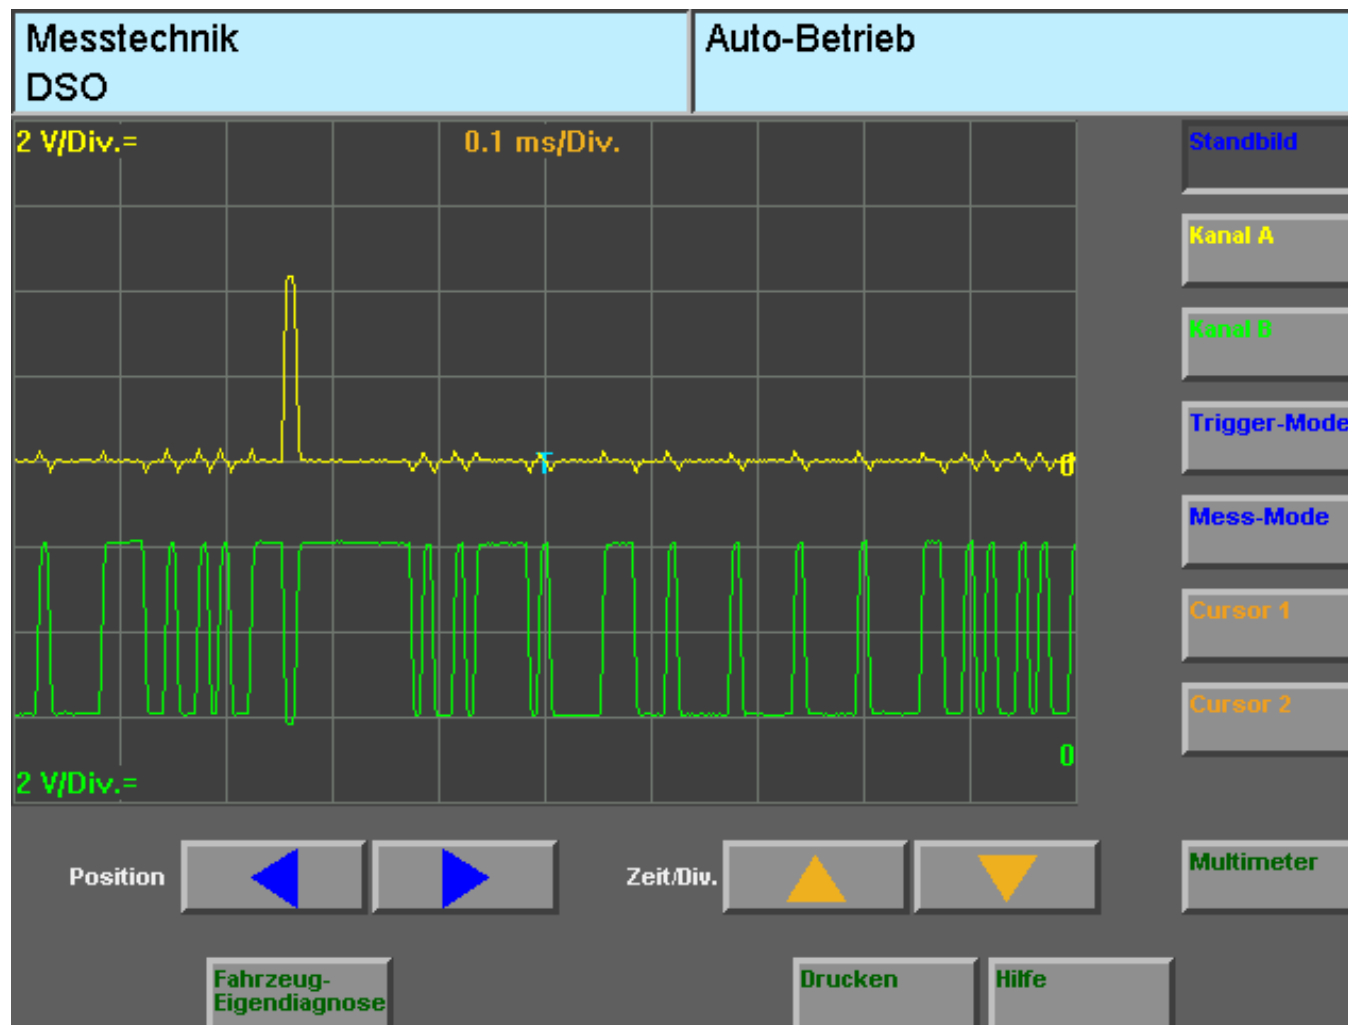 Messtechnik
DSO
Auto-Betrieb
2 V/Div.=
0.1 ms/Div.
Standbild
Kanal A
Kanal B
Trigger-Mode
Mess-Mode
Cursor 1
Cursor 2
T
0
0
2 V/Div.=
Position
Zeit/Div.
Multimeter
Fahrzeug-
Eigendiagnose
Drucken
Hilfe